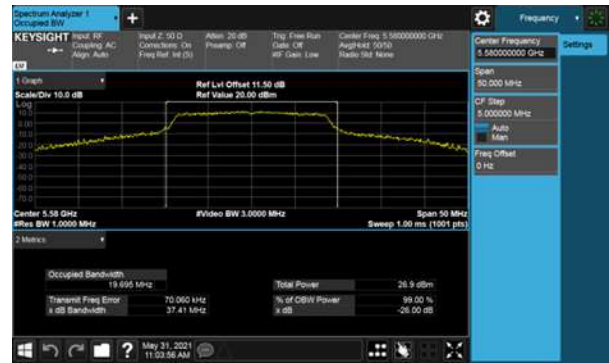 Spectrum Analyzer 1
Occupied BW
+
Frequency
KEYSIGHT
Input: RF
Coupling: AC
Align: Auto
Input Z: 50 Ω
Corrections: On
Freq Ref: Int (S)
Atten: 20 dB
Preamp: Off
Trig: Free Run
Gate: Off
#IF Gain: Low
Center Freq: 5.580000000 GHz
Avg|Hold: 50/50
Radio Std: None
LXI
Center Frequency
5.580000000 GHz
Settings
Span
50.000 MHz
CF Step
5.000000 MHz
Auto
Man
Freq Offset
0 Hz
1 Graph
Scale/Div 10.0 dB
Ref Lvl Offset 11.50 dB
Ref Value 20.00 dBm
Log
10.0
0.00
-10.0
-20.0
-30.0
-40.0
-50.0
-60.0
-70.0
Center 5.58 GHz
#Res BW 1.0000 MHz
#Video BW 3.0000 MHz
Span 50 MHz
Sweep 1.00 ms (1001 pts)
2 Metrics
Occupied Bandwidth
19.695 MHz
Total Power
26.9 dBm
Transmit Freq Error
70.060 kHz
% of OBW Power
99.00 %
x dB Bandwidth
37.41 MHz
x dB
-26.00 dB
?
May 31, 2021
11:03:56 AM